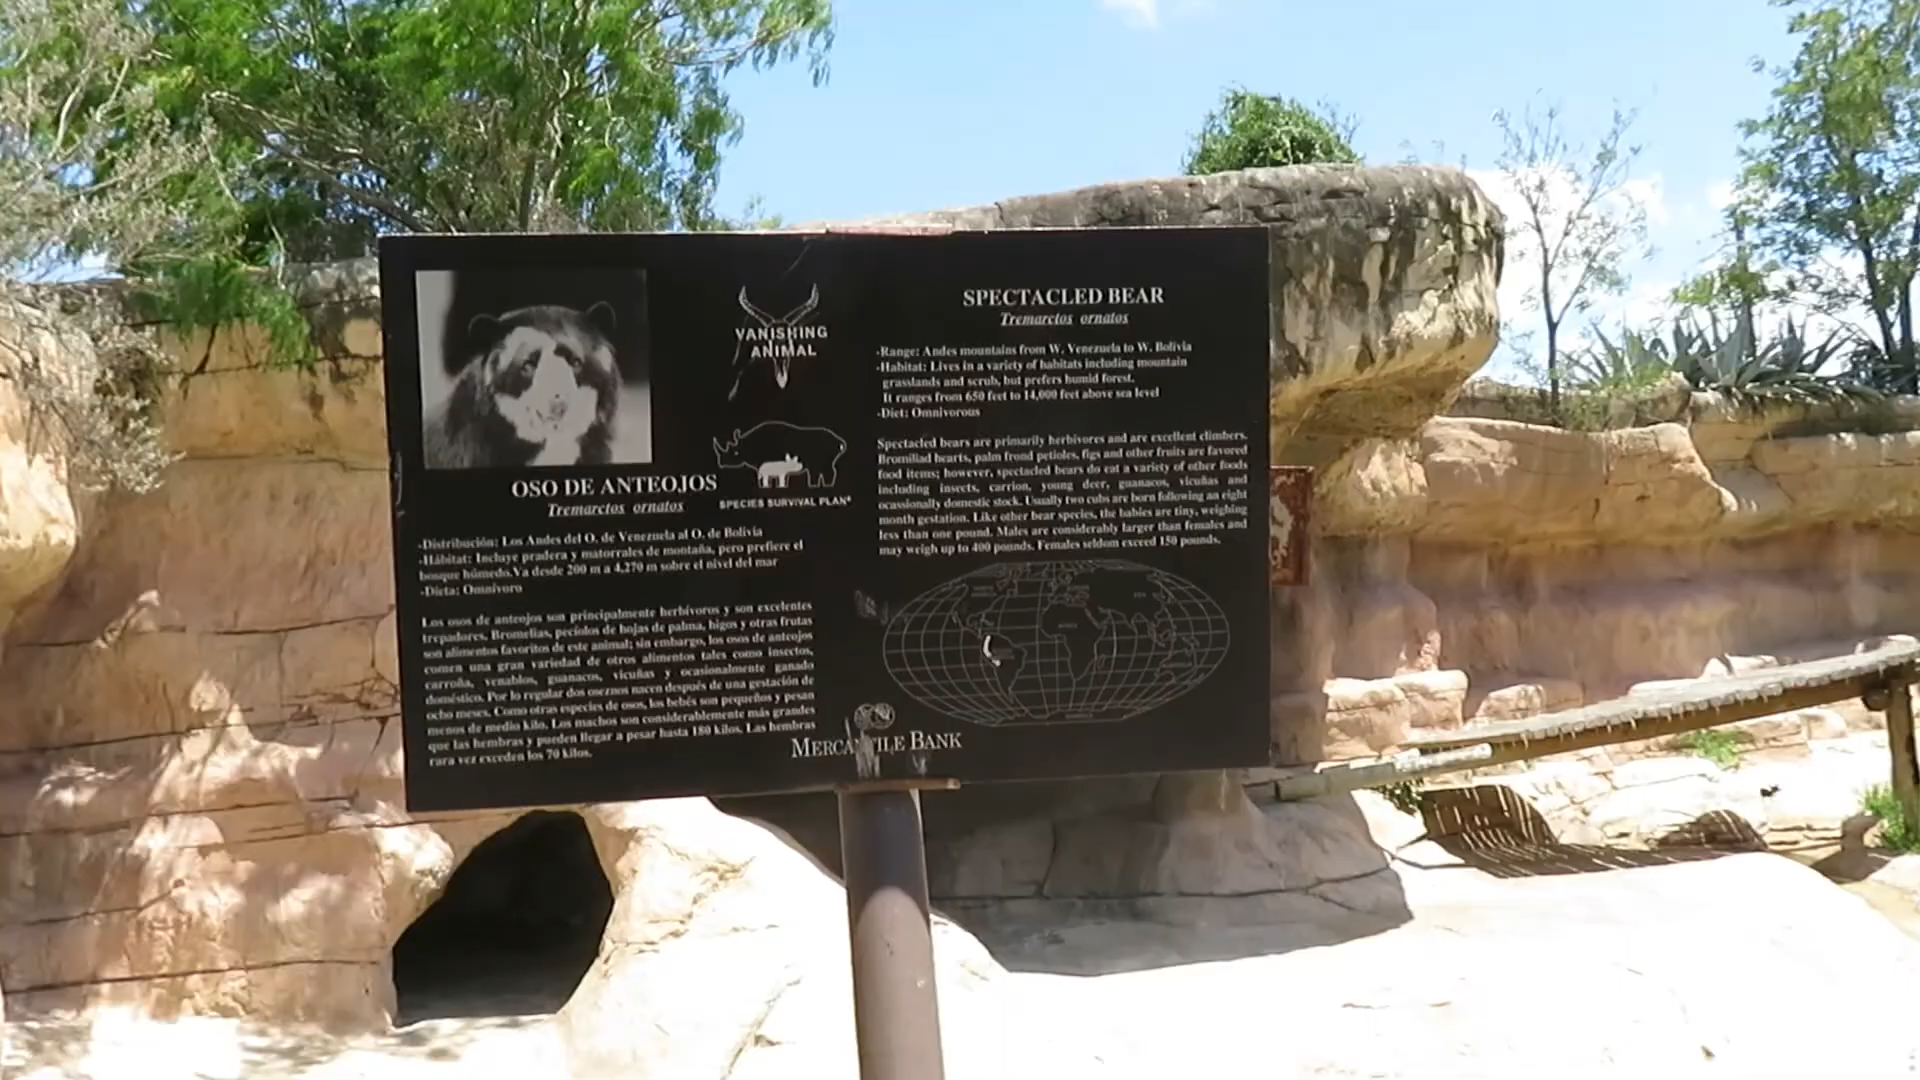 VANISHING
ANIMAL
SPECIES SURVIVAL PLAN®
OSO DE ANTEOJOS
Tremarctos ornatos
-Distribución: Los Andes del O. de Venezuela al O. de Bolivia
-Hábitat: Incluye pradera y matorrales de montaña, pero prefiere el
bosque húmedo.Va desde 200 m a 4,270 m sobre el nivel del mar
-Dieta: Omnívoro
Los osos de anteojos son principalmente herbívoros y son excelentes
trepadores. Bromelias, pecíolos de hojas de palma, higos y otras frutas
son alimentos favoritos de este animal; sin embargo, los osos de anteojos
comen una gran variedad de otros alimentos tales como insectos,
carroña, venablos, guanacos, vicuñas y ocasionalmente ganado
doméstico. Por lo regular dos oseznos nacen después de una gestación de
ocho meses. Como otras especies de osos, los bebés son pequeños y pesan
menos de medio kilo. Los machos son considerablemente más grandes
que las hembras y pueden llegar a pesar hasta 180 kilos. Las hembras
rara vez exceden los 70 kilos.
SPECTACLED BEAR
Tremarctos ornatos
-Range: Andes mountains from W. Venezuela to W. Bolivia
-Habitat: Lives in a variety of habitats including mountain
grasslands and scrub, but prefers humid forest.
It ranges from 650 feet to 14,000 feet above sea level
-Diet: Omnivorous
Spectacled bears are primarily herbivores and are excellent climbers.
Bromiliad hearts, palm frond petioles, figs and other fruits are favored
food items; however, spectacled bears do eat a variety of other foods
including insects, carrion, young deer, guanacos, vicuñas and
ocassionally domestic stock. Usually two cubs are born following an eight
month gestation. Like other bear species, the babies are tiny, weighing
less than one pound. Males are considerably larger than females and
may weigh up to 400 pounds. Females seldom exceed 150 pounds.
MERCANTILE BANK